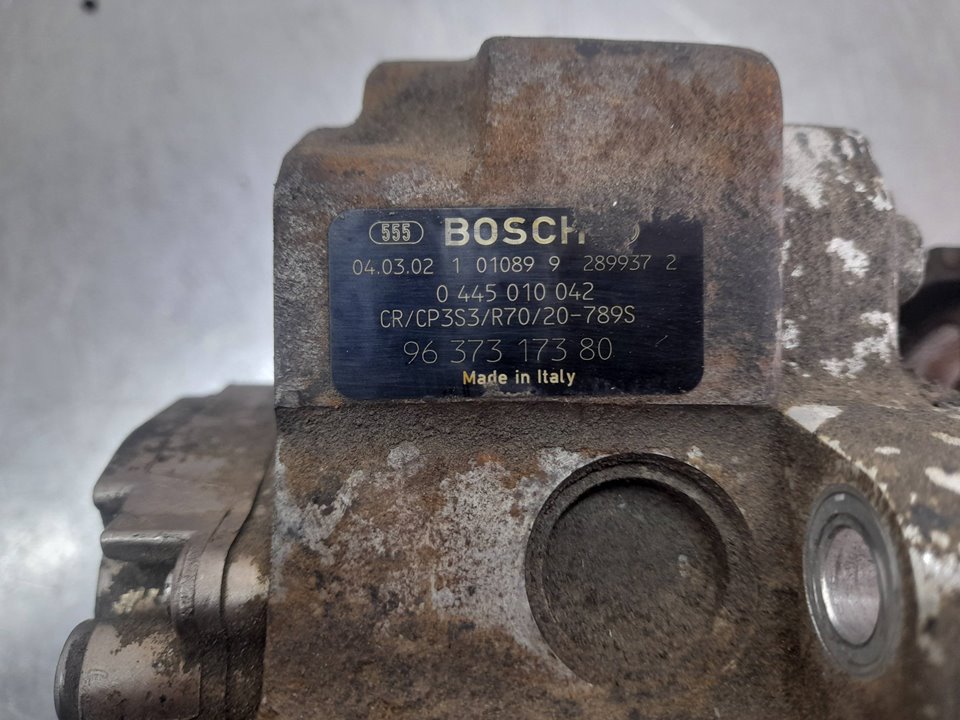 555 BOSCH
04.03.02 1 01089 9 289937 2
0 445 010 042
CR/CP3S3/R70/20-789S
96 373 173 80
Made in Italy